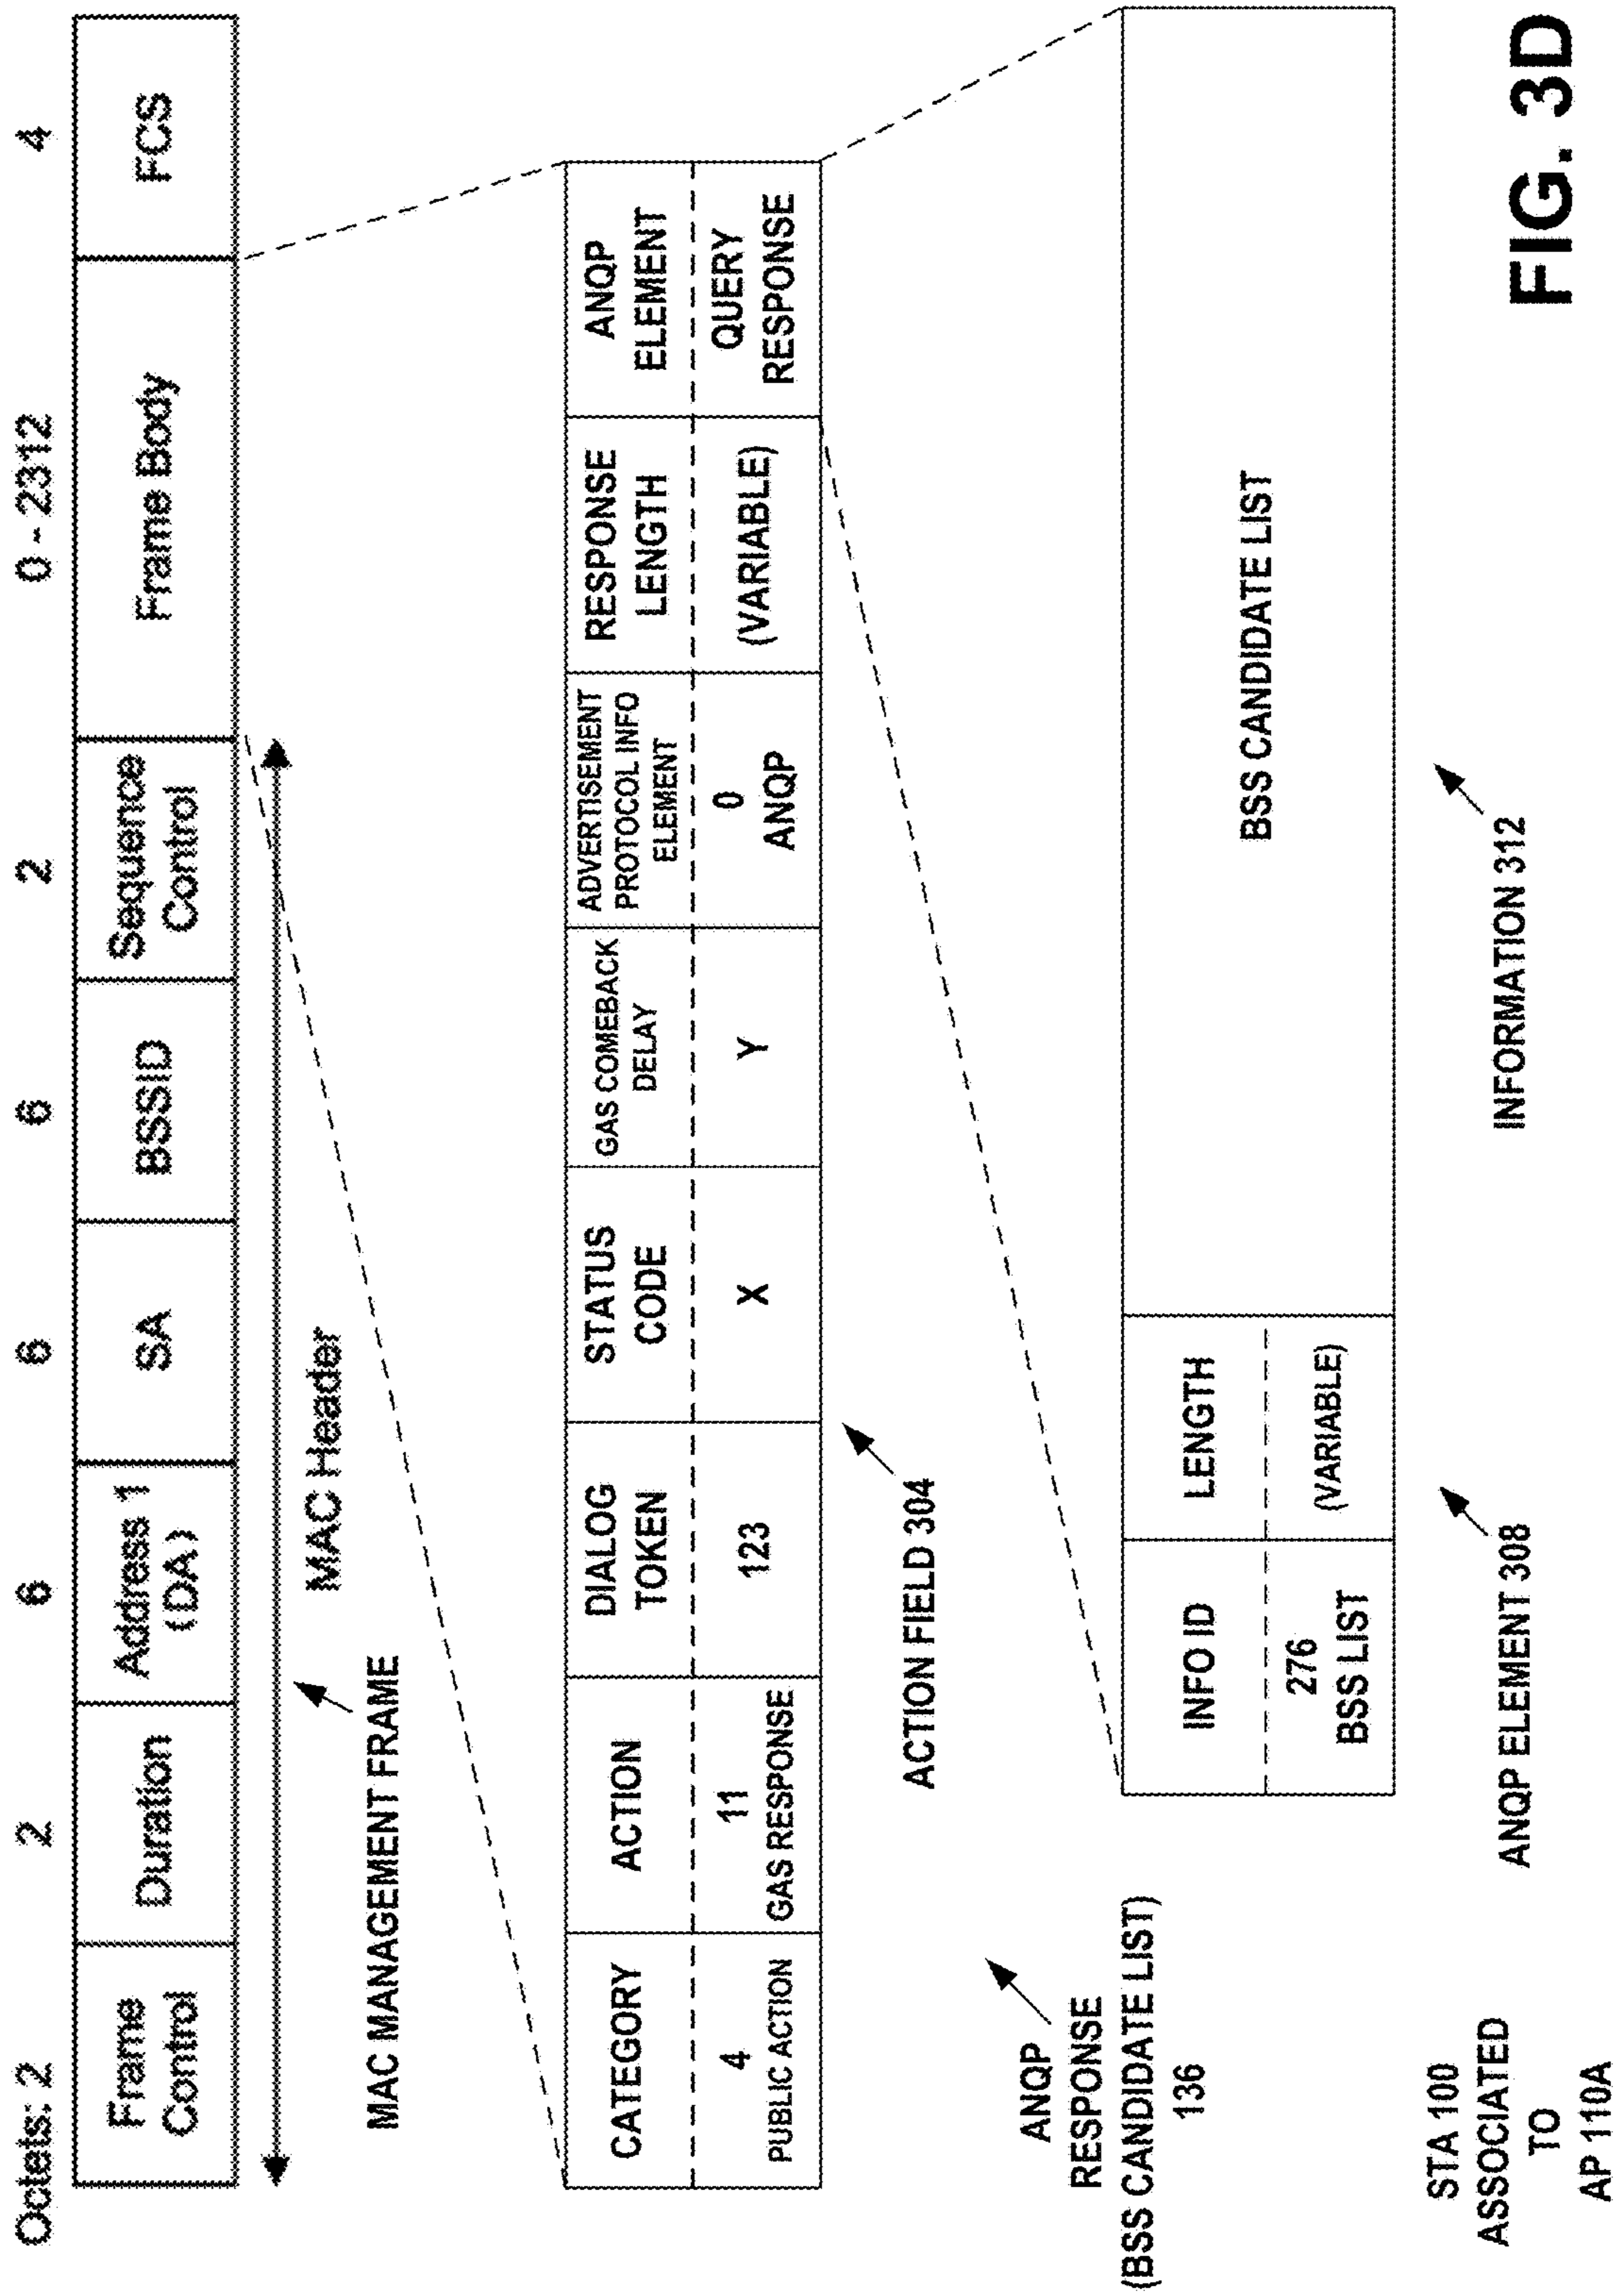 Octets: 2
2
6
6
6
2
0 - 2312
4
Frame
Control
Duration
Address 1
(DA)
SA
BSSID
Sequence
Control
Frame Body
FCS
MAC Header
MAC MANAGEMENT FRAME
CATEGORY
4
PUBLIC ACTION
ACTION
11
GAS RESPONSE
DIALOG
TOKEN
123
STATUS
CODE
X
GAS COMEBACK
DELAY
Y
ADVERTISEMENT
PROTOCOL INFO
ELEMENT
0
ANQP
RESPONSE
LENGTH
(VARIABLE)
ANQP
ELEMENT
QUERY
RESPONSE
ACTION FIELD 304
ANQP
RESPONSE
(BSS CANDIDATE LIST)
136
INFO ID
276
BSS LIST
LENGTH
(VARIABLE)
BSS CANDIDATE LIST
ANQP ELEMENT 308
INFORMATION 312
STA 100
ASSOCIATED
TO
AP 110A
FIG. 3D